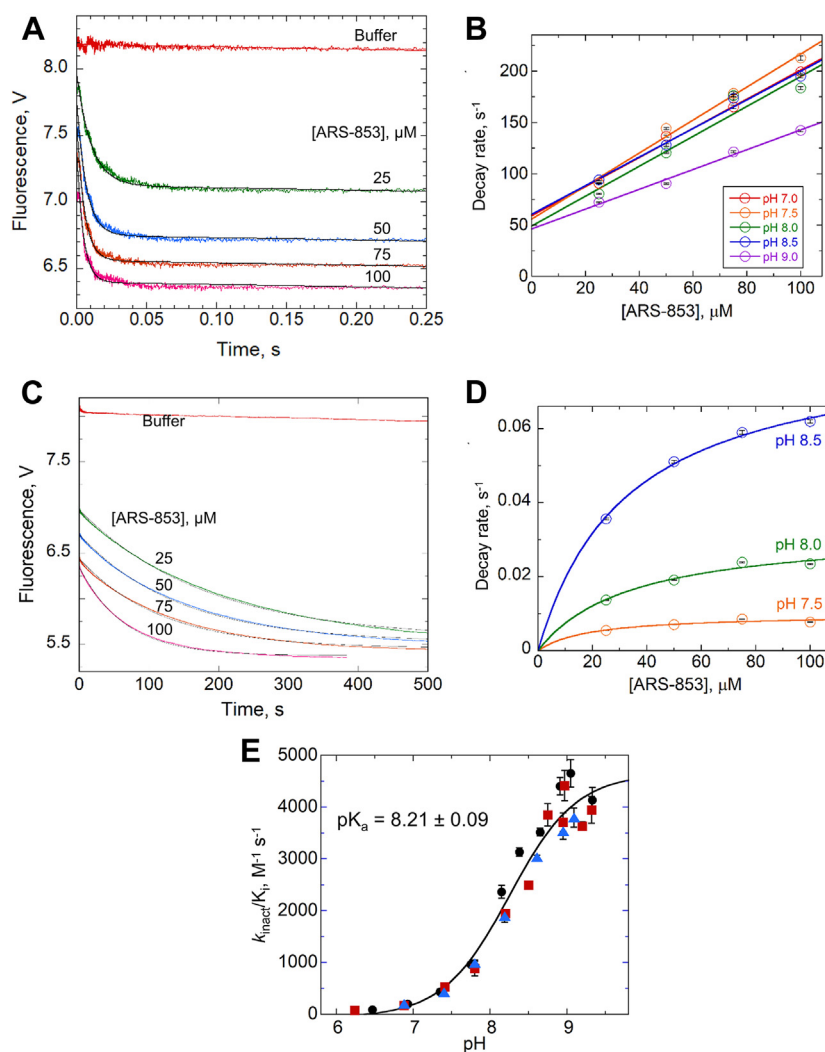 A
Buffer
[ARS-853], µM
25
50
75
100
8.0
7.5
7.0
6.5
Fluorescence, V
0.00
0.05
0.10
0.15
0.20
0.25
Time, s
B
200
150
100
50
0
Decay rate, s-1
pH 7.0
pH 7.5
pH 8.0
pH 8.5
pH 9.0
0
20
40
60
80
100
[ARS-853], µM
C
Buffer
[ARS-853], µM
25
50
75
100
7.5
6.5
5.5
Fluorescence, V
0
100
200
300
400
500
Time, s
D
0.06
0.04
0.02
0
Decay rate, s-1
pH 8.5
pH 8.0
pH 7.5
0
20
40
60
80
100
[ARS-853], µM
E
5000
4000
3000
2000
1000
0
kinact/Ki, M-1 s-1
pKa = 8.21 ± 0.09
6
7
8
9
pH